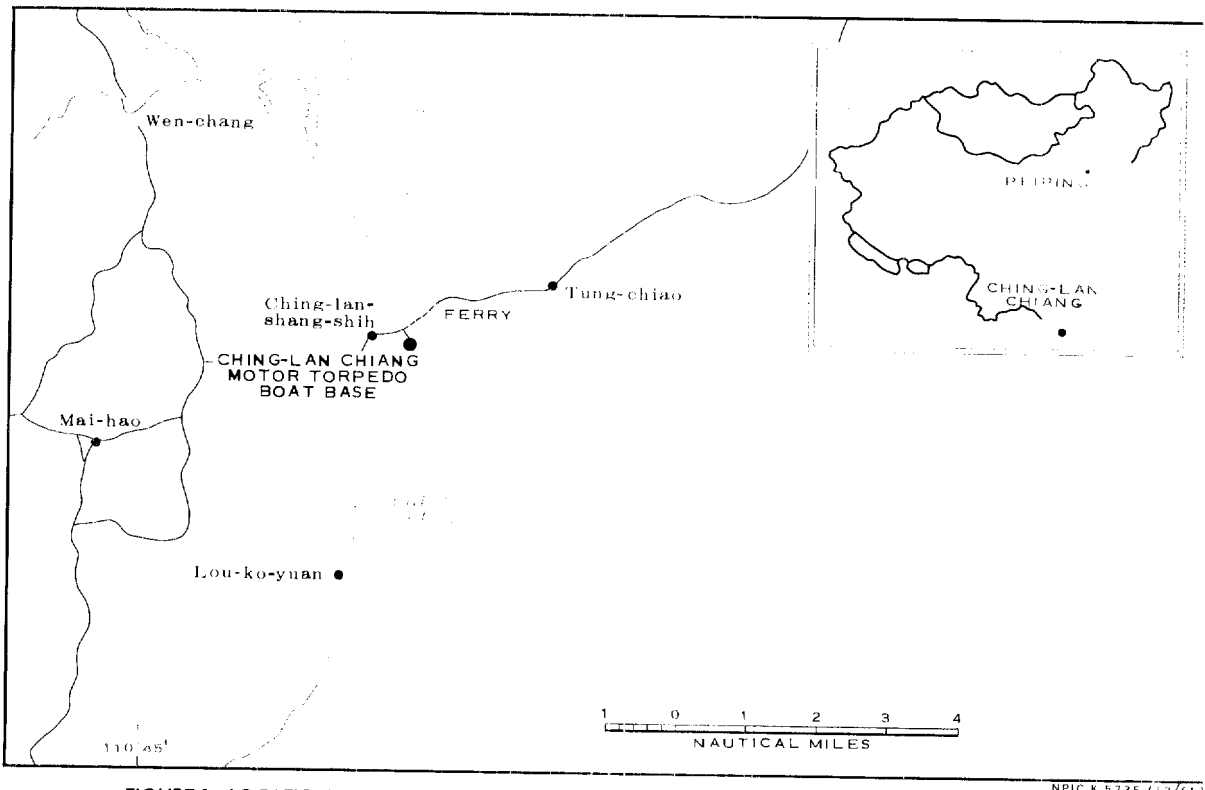 Wen-chang
PEIPING
CHING-LAN
CHIANG
Ching-lan-
shang-shih
FERRY
Tung-chiao
CHING-LAN CHIANG
MOTOR TORPEDO
BOAT BASE
Mai-hao
Lou-ko-yuan
1 0 1 2 3 4
NAUTICAL MILES
110 45'
NPIC K